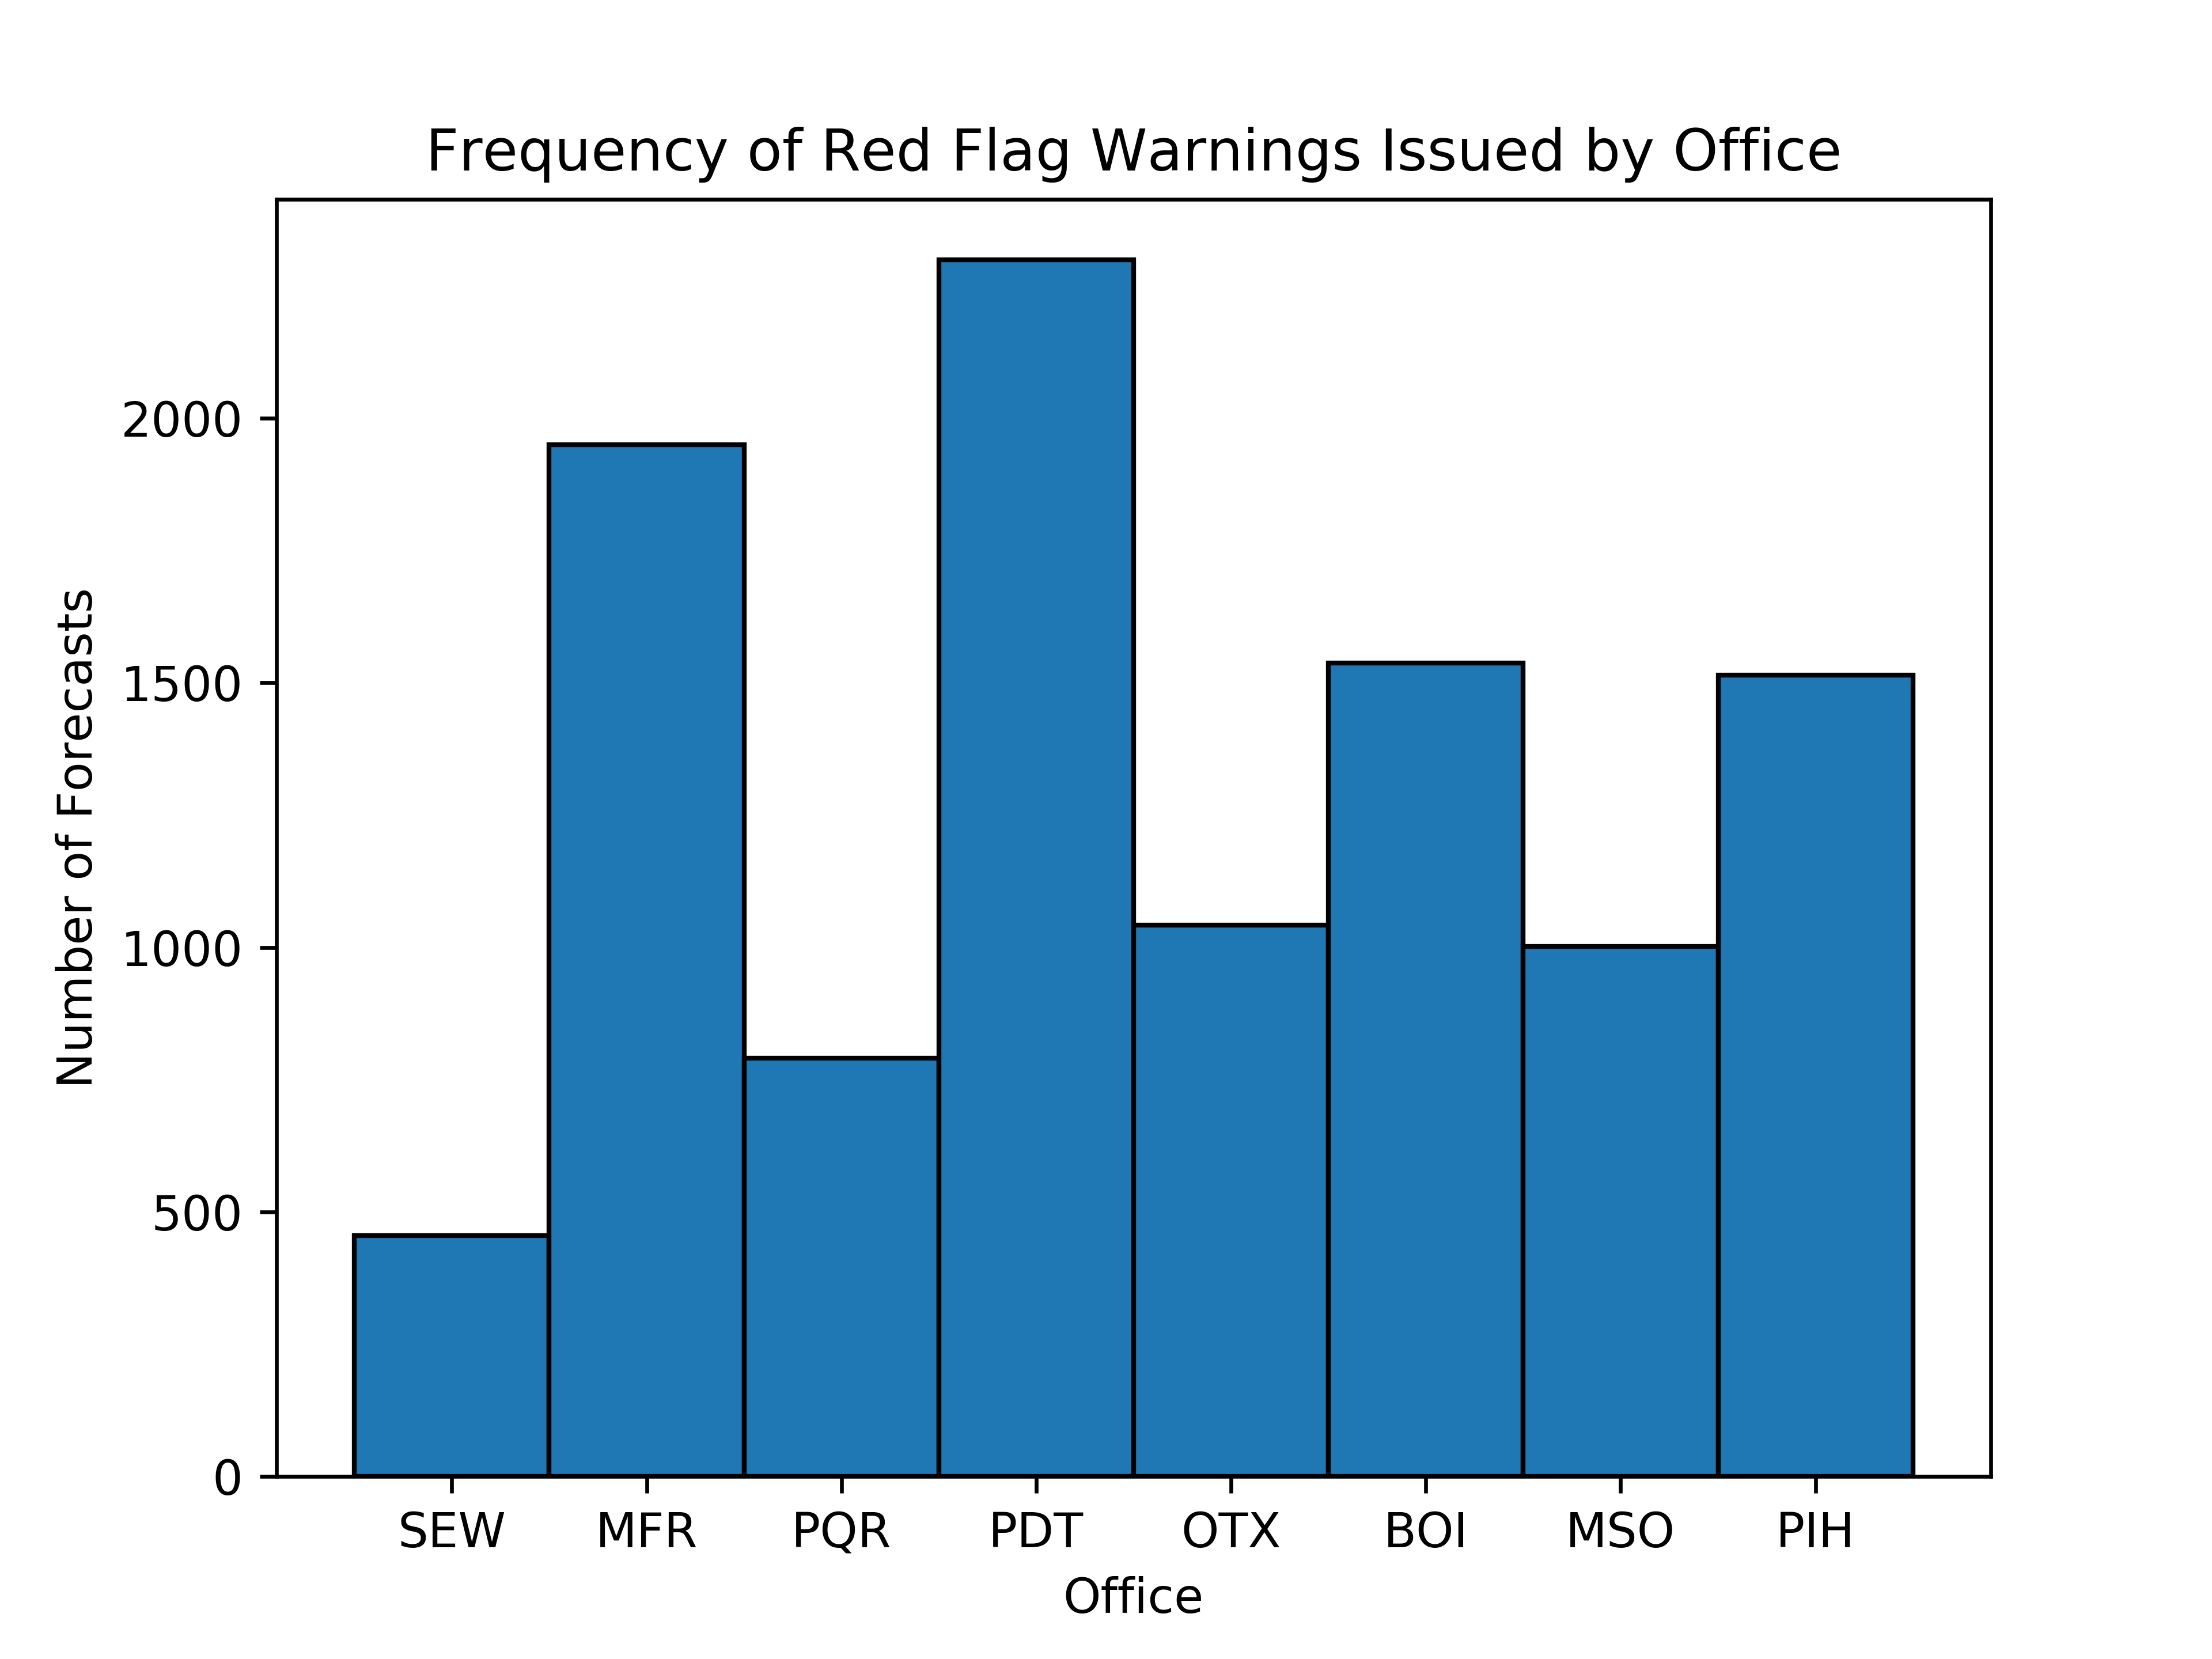 Frequency of Red Flag Warnings Issued by Office
Number of Forecasts
2000
1500
1000
500
0
SEW MFR PQR PDT OTX BOI MSO PIH
Office